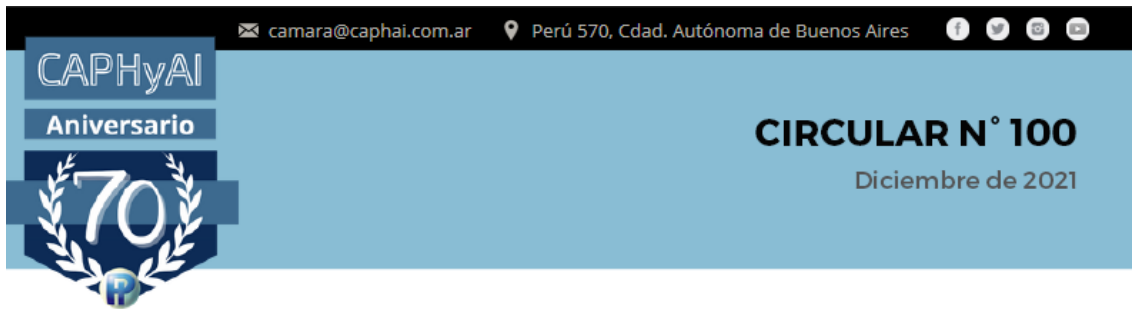 camara@caphai.com.ar Perú 570, Cdad. Autónoma de Buenos Aires
CAPHyAI
Aniversario
70
CIRCULAR N° 100
Diciembre de 2021